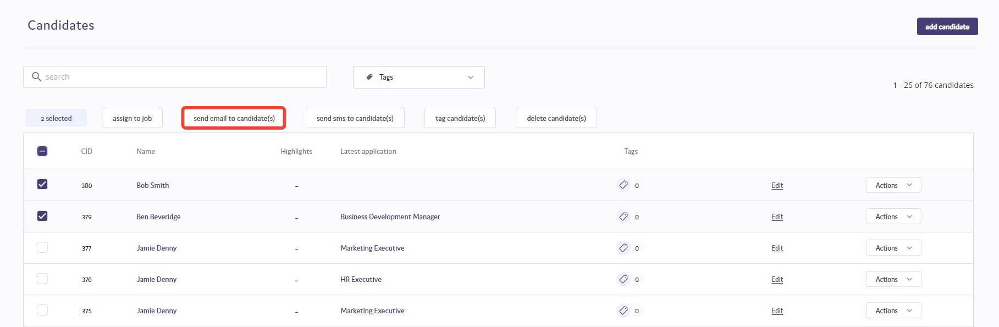 Candidates
add candidate
search
Tags
1 - 25 of 76 candidates
2 selected assign to job send email to candidate(s) send sms to candidate(s) tag candidate(s) delete candidate(s)
CID Name Highlights Latest application Tags
380 Bob Smith - 0 Edit Actions
379 Ben Beveridge - Business Development Manager 0 Edit Actions
377 Jamie Denny - Marketing Executive 0 Edit Actions
376 Jamie Denny - HR Executive 0 Edit Actions
375 Jamie Denny - Marketing Executive 0 Edit Actions